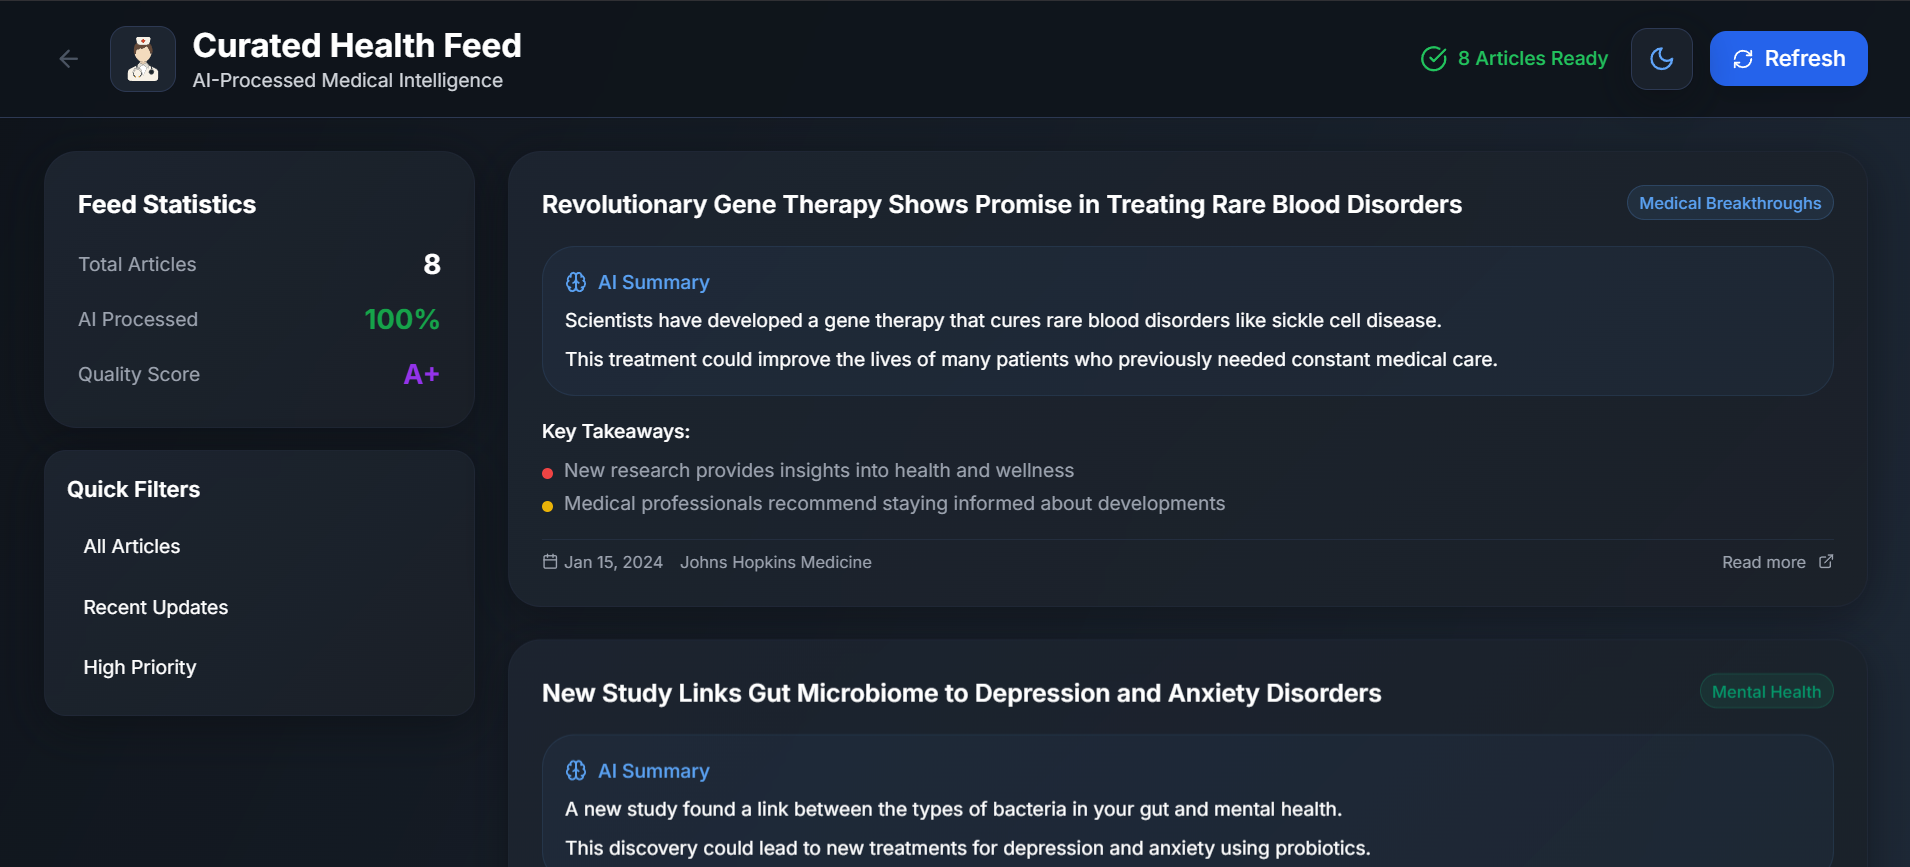 Curated Health Feed
AI-Processed Medical Intelligence
8 Articles Ready
Refresh
Feed Statistics
Total Articles 8
AI Processed 100%
Quality Score A+
Quick Filters
All Articles
Recent Updates
High Priority
Revolutionary Gene Therapy Shows Promise in Treating Rare Blood Disorders
Medical Breakthroughs
AI Summary
Scientists have developed a gene therapy that cures rare blood disorders like sickle cell disease.
This treatment could improve the lives of many patients who previously needed constant medical care.
Key Takeaways:
New research provides insights into health and wellness
Medical professionals recommend staying informed about developments
Jan 15, 2024 Johns Hopkins Medicine
Read more
New Study Links Gut Microbiome to Depression and Anxiety Disorders
Mental Health
AI Summary
A new study found a link between the types of bacteria in your gut and mental health.
This discovery could lead to new treatments for depression and anxiety using probiotics.